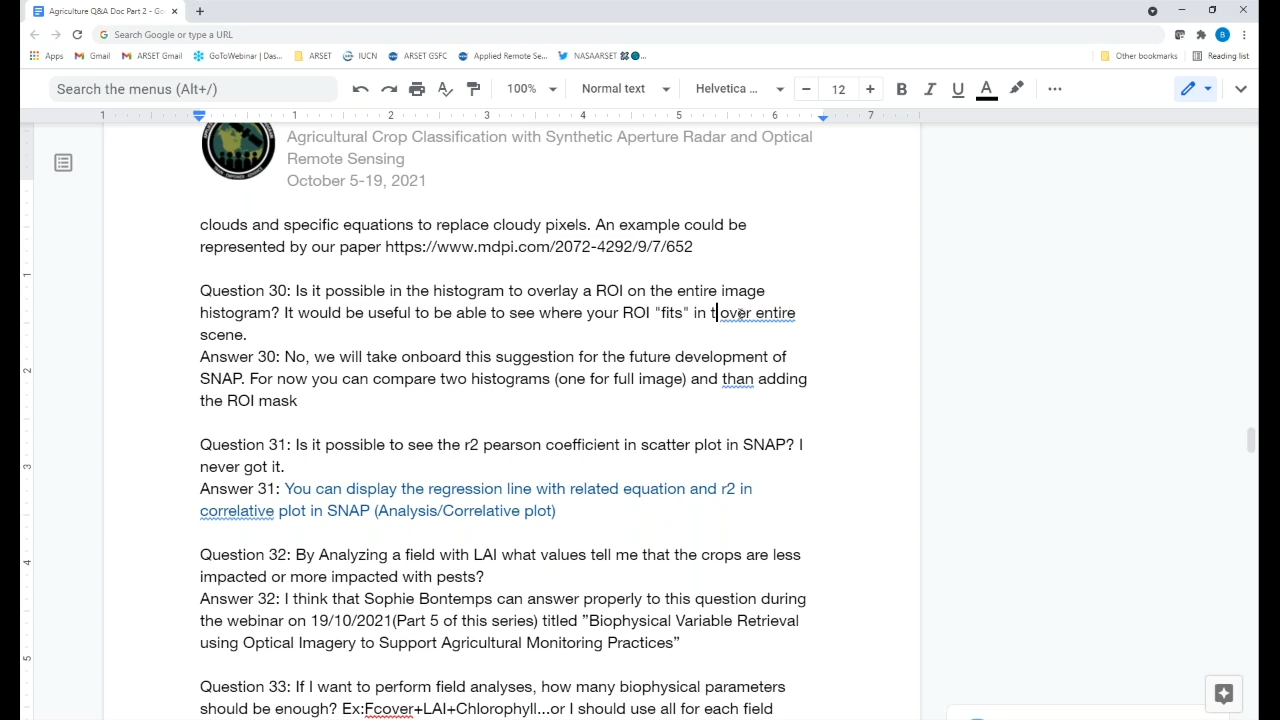 Agriculture Q&A Doc Part 2 - Go
Search Google or type a URL
Apps Gmail ARSET Gmail GoToWebinar | Das... ARSET IUCN ARSET GSFC Applied Remote Se... NASAARSET Other bookmarks Reading list
Search the menus (Alt+/) 100% Normal text Helvetica ... 12 B I U A
1 1 2 3 4 5 6 7
Agricultural Crop Classification with Synthetic Aperture Radar and Optical
Remote Sensing
October 5-19, 2021
clouds and specific equations to replace cloudy pixels. An example could be
represented by our paper https://www.mdpi.com/2072-4292/9/7/652
Question 30: Is it possible in the histogram to overlay a ROI on the entire image
histogram? It would be useful to be able to see where your ROI "fits" in t over entire
scene.
Answer 30: No, we will take onboard this suggestion for the future development of
SNAP. For now you can compare two histograms (one for full image) and than adding
the ROI mask
Question 31: Is it possible to see the r2 pearson coefficient in scatter plot in SNAP? I
never got it.
Answer 31: You can display the regression line with related equation and r2 in
correlative plot in SNAP (Analysis/Correlative plot)
Question 32: By Analyzing a field with LAI what values tell me that the crops are less
impacted or more impacted with pests?
Answer 32: I think that Sophie Bontemps can answer properly to this question during
the webinar on 19/10/2021(Part 5 of this series) titled ”Biophysical Variable Retrieval
using Optical Imagery to Support Agricultural Monitoring Practices”
Question 33: If I want to perform field analyses, how many biophysical parameters
should be enough? Ex:Fcover+LAI+Chlorophyll...or I should use all for each field